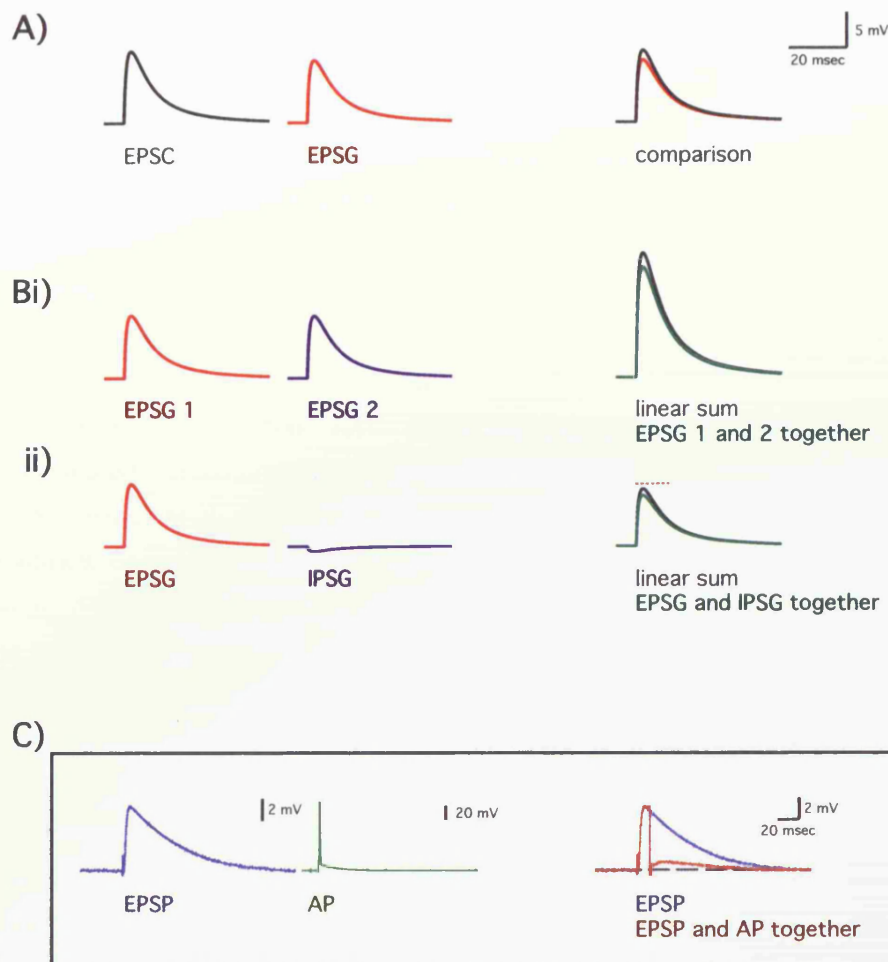 A)
5 mV
20 msec
EPSC
EPSG
comparison
Bi)
EPSG 1
EPSG 2
linear sum
EPSG 1 and 2 together
ii)
EPSG
IPSG
linear sum
EPSG and IPSG together
C)
2 mV
20 mV
2 mV
20 msec
EPSP
AP
EPSP
EPSP and AP together